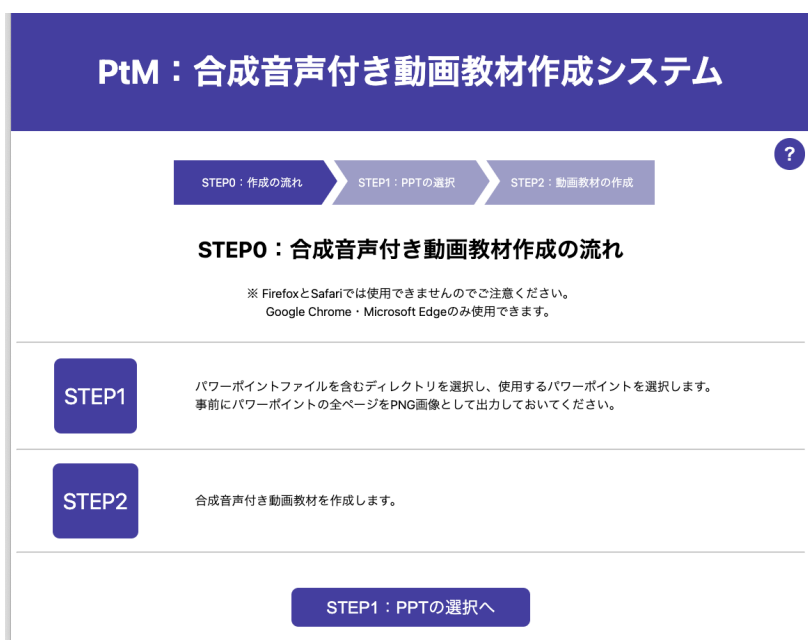 PtM：合成音声付き動画教材作成システム
?
STEP0：作成の流れ
STEP1：PPTの選択
STEP2：動画教材の作成
STEP0：合成音声付き動画教材作成の流れ
※ FirefoxとSafariでは使用できませんのでご注意ください。
Google Chrome・Microsoft Edgeのみ使用できます。
STEP1
パワーポイントファイルを含むディレクトリを選択し、使用するパワーポイントを選択します。
事前にパワーポイントの全ページをPNG画像として出力しておいてください。
STEP2
合成音声付き動画教材を作成します。
STEP1：PPTの選択へ